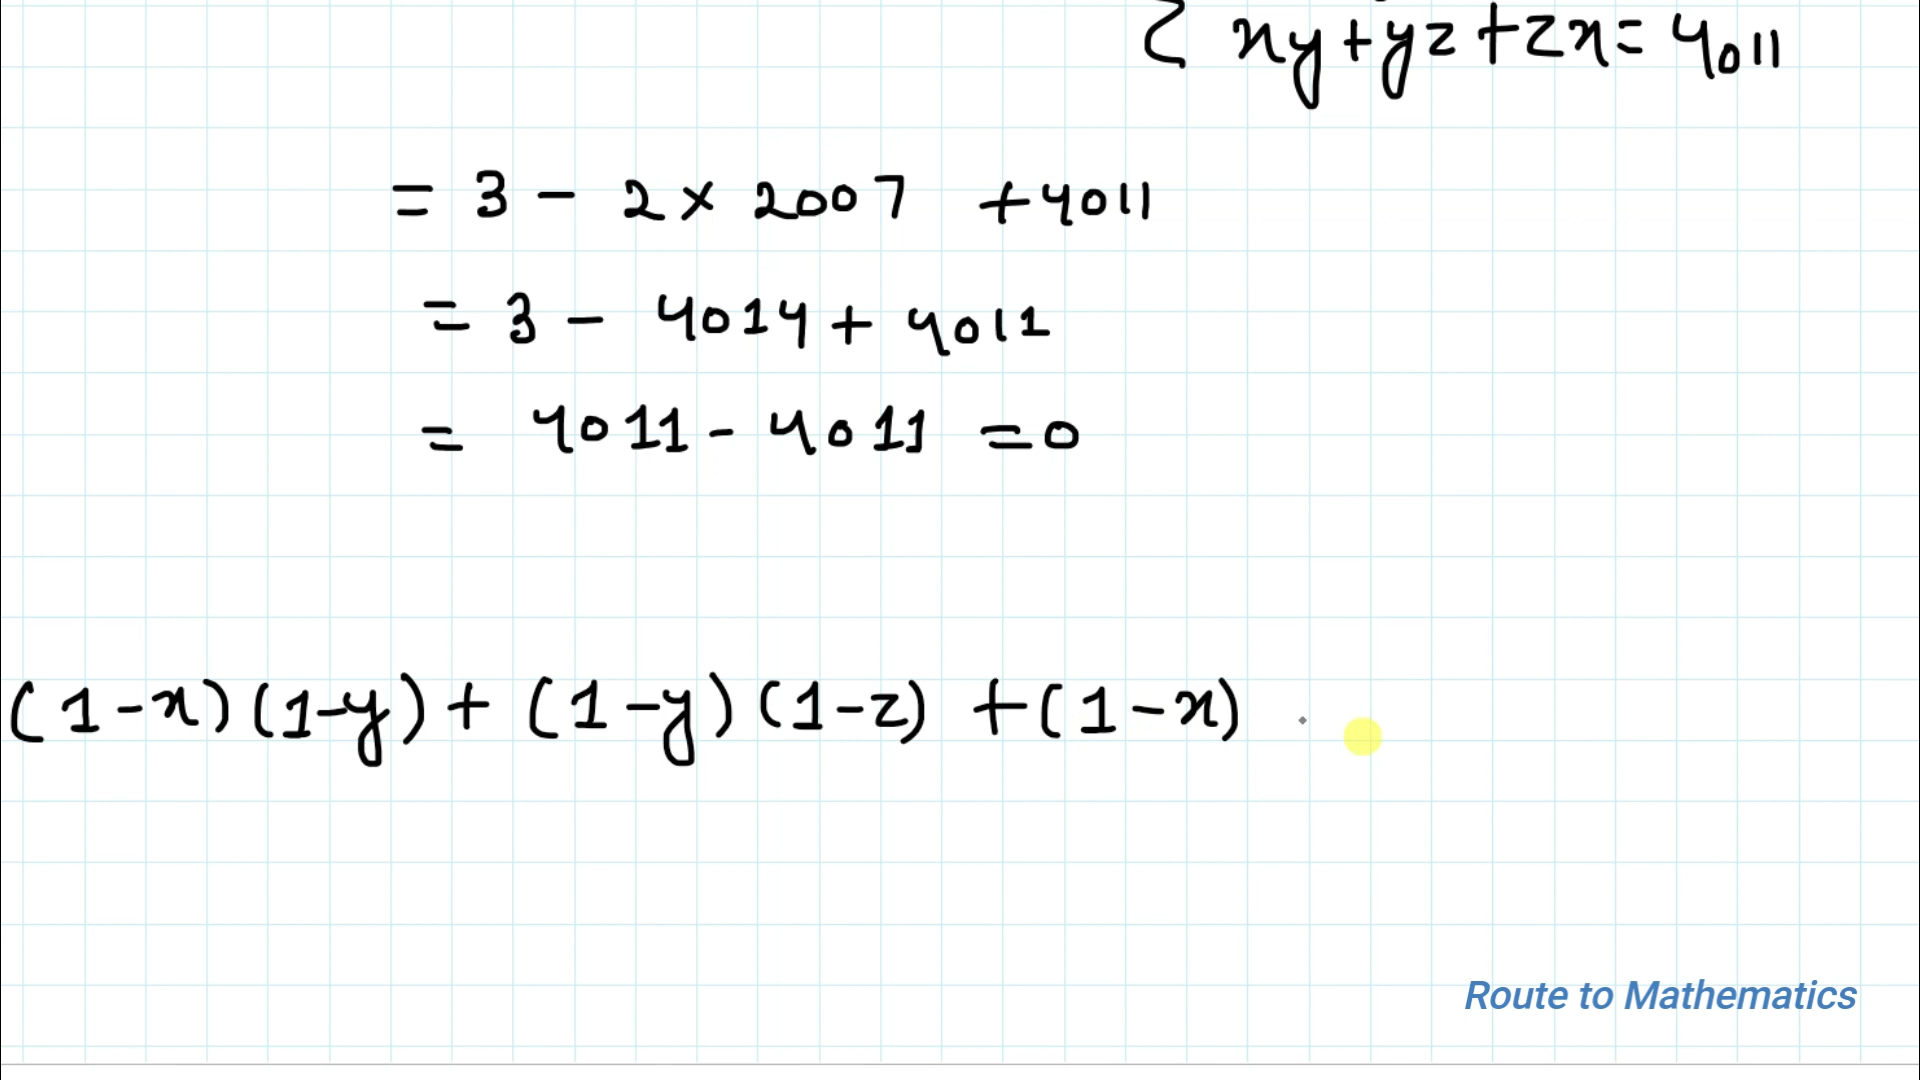 { xy+yz+zx= 4011
= 3 - 2 × 2007 +4011
= 3 - 4014 + 4011
= 4011 - 4011 =0
(1-x)(1-y)+ (1-y)(1-z) +(1-x)
Route to Mathematics